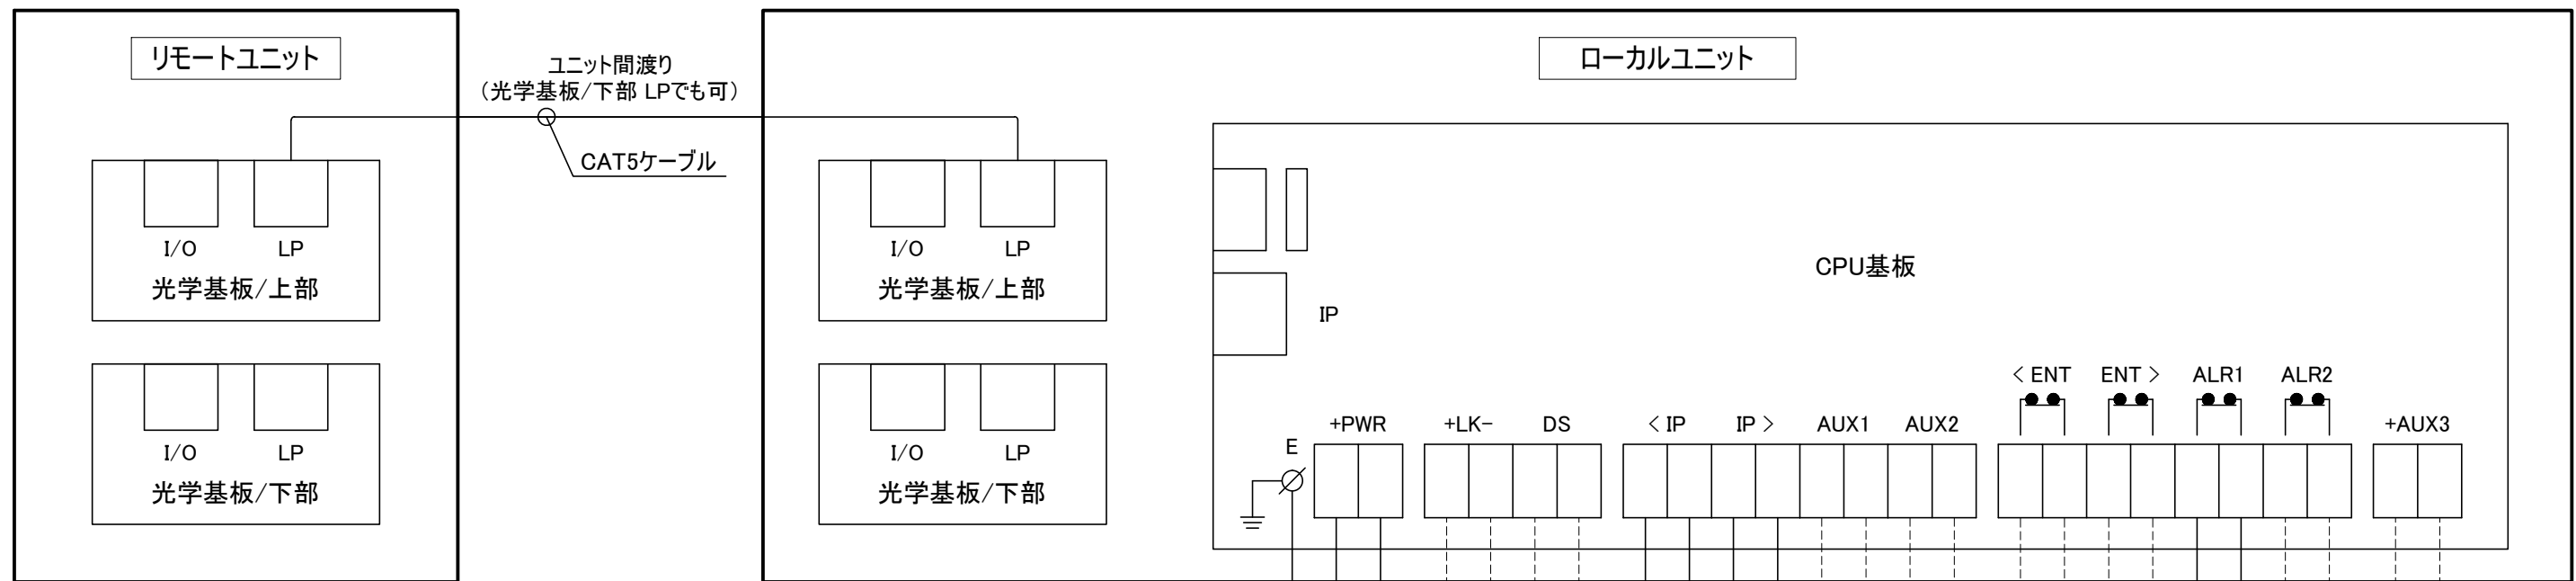 リモートユニット
ユニット間渡り
（光学基板/下部 LPでも可）
CAT5ケーブル
ローカルユニット
I/O LP
光学基板/上部
I/O LP
光学基板/下部
I/O LP
光学基板/上部
I/O LP
光学基板/下部
CPU基板
IP
< ENT ENT > ALR1 ALR2
E +PWR +LK- DS < IP IP > AUX1 AUX2 +AUX3